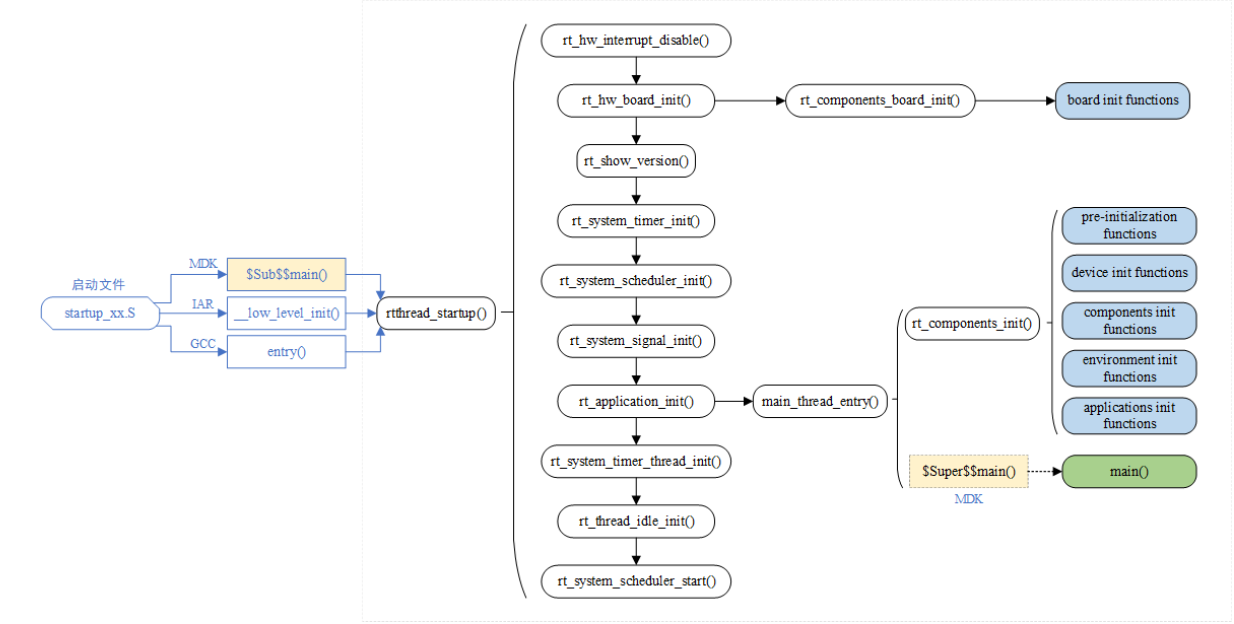 启动文件
startup_xx.S
MDK
$Sub$$main()
IAR
__low_level_init()
GCC
entry()
rtthread_startup()
rt_hw_interrupt_disable()
rt_hw_board_init()
rt_components_board_init()
board init functions
rt_show_version()
rt_system_timer_init()
rt_system_scheduler_init()
rt_system_signal_init()
rt_application_init()
main_thread_entry()
rt_components_init()
pre-initialization
functions
device init functions
components init
functions
environment init
functions
applications init
functions
$Super$$main()
MDK
main()
rt_system_timer_thread_init()
rt_thread_idle_init()
rt_system_scheduler_start()